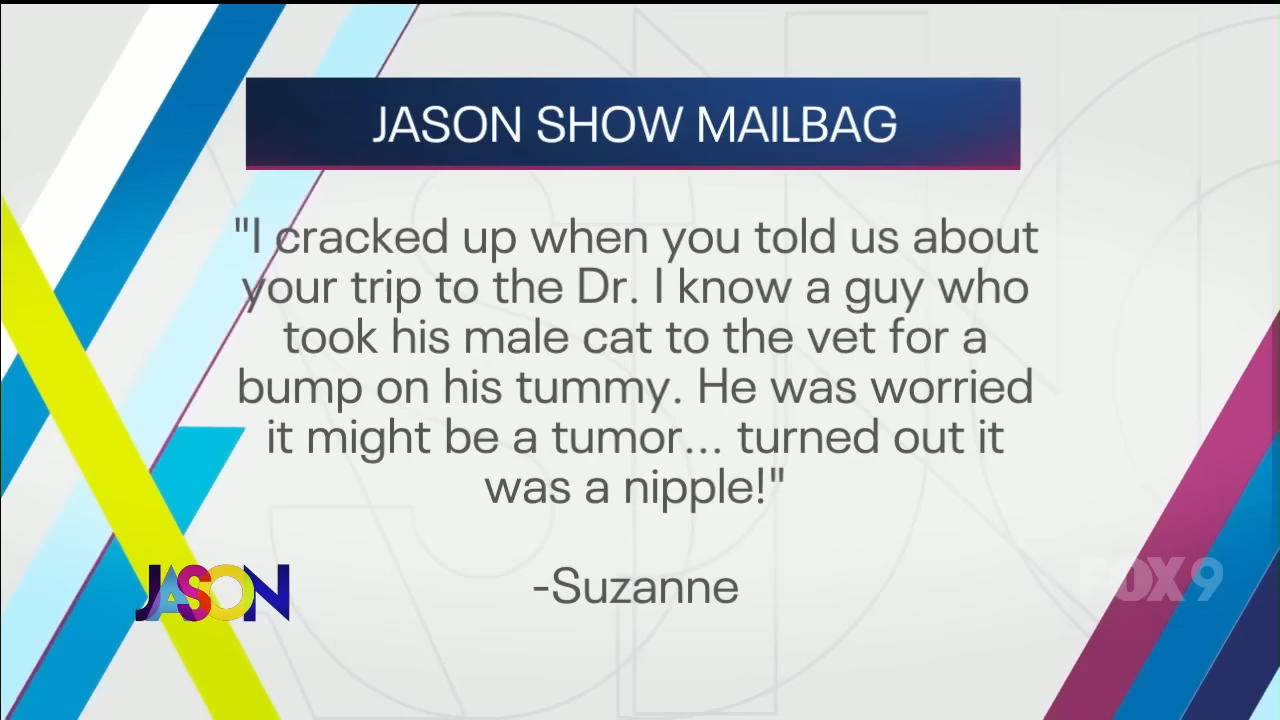 JASON SHOW MAILBAG
"I cracked up when you told us about
your trip to the Dr. I know a guy who
took his male cat to the vet for a
bump on his tummy. He was worried
it might be a tumor... turned out it
was a nipple!"
-Suzanne
JASON
FOX 9